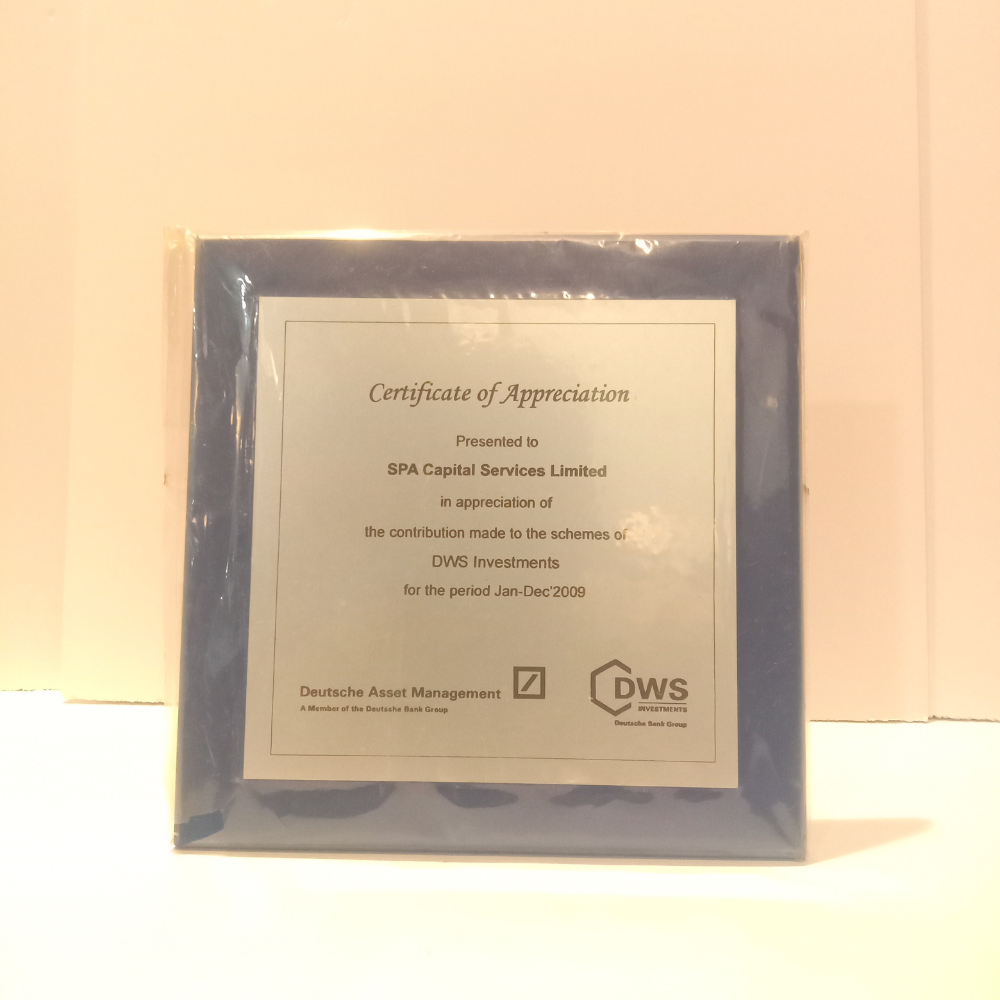 Certificate of Appreciation
Presented to
SPA Capital Services Limited
in appreciation of
the contribution made to the schemes of
DWS Investments
for the period Jan-Dec'2009
Deutsche Asset Management
A Member of the Deutsche Bank Group
DWS
INVESTMENTS
Deutsche Bank Group